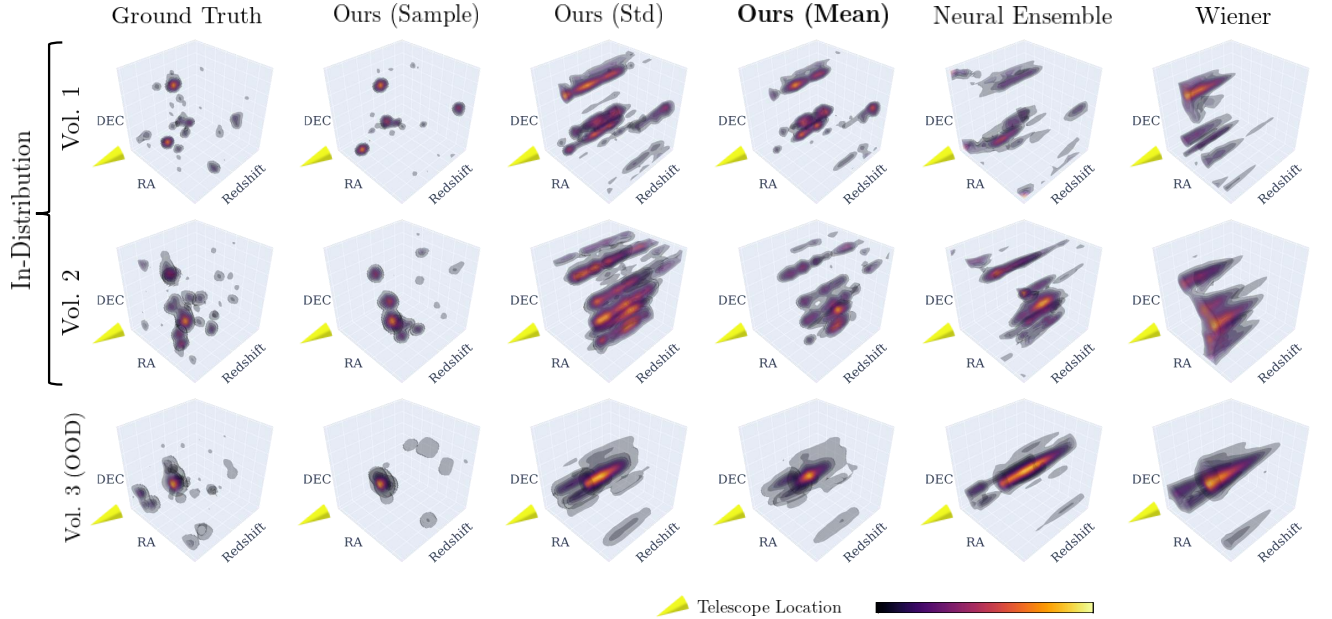 Ground Truth
Ours (Sample)
Ours (Std)
Ours (Mean)
Neural Ensemble
Wiener
In-Distribution
Vol. 1
DEC
RA
Redshift
DEC
RA
Redshift
DEC
RA
Redshift
DEC
RA
Redshift
DEC
RA
Redshift
DEC
RA
Redshift
Vol. 2
DEC
RA
Redshift
DEC
RA
Redshift
DEC
RA
Redshift
DEC
RA
Redshift
DEC
RA
Redshift
DEC
RA
Redshift
Vol. 3 (OOD)
DEC
RA
Redshift
DEC
RA
Redshift
DEC
RA
Redshift
DEC
RA
Redshift
DEC
RA
Redshift
DEC
RA
Redshift
Telescope Location